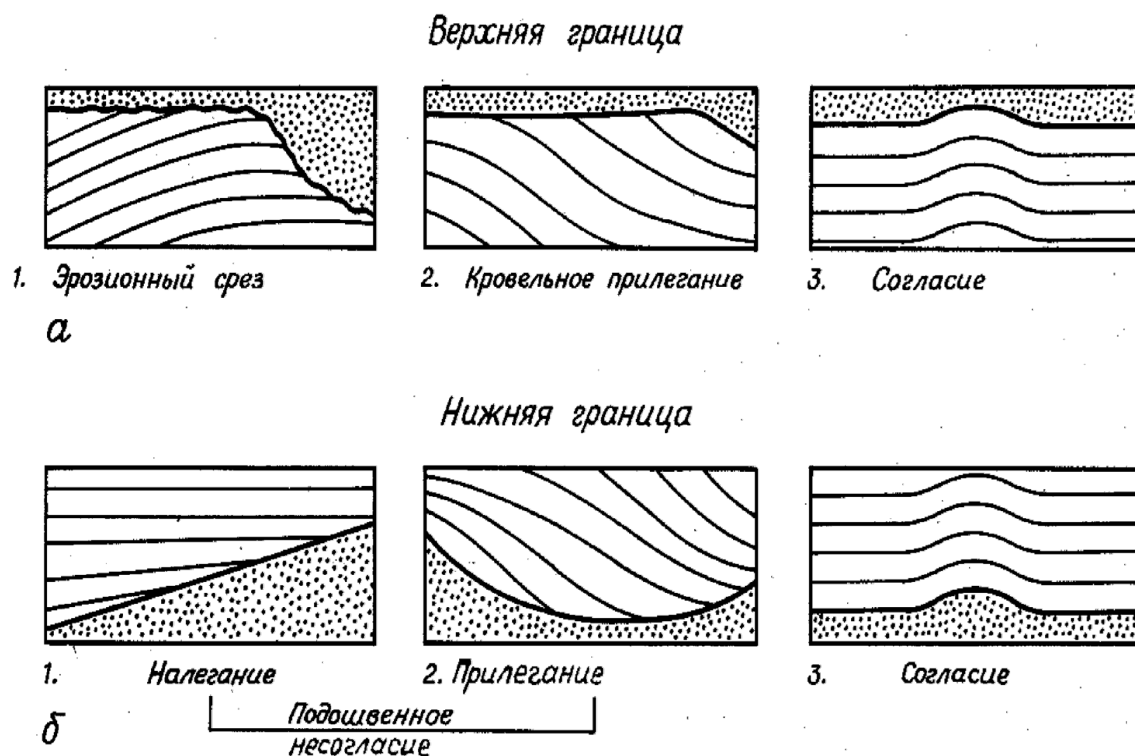 Верхняя граница
1. Эрозионный срез
2. Кровельное прилегание
3. Согласие
а
Нижняя граница
1. Налегание
2. Прилегание
3. Согласие
Подошвенное
несогласие
б